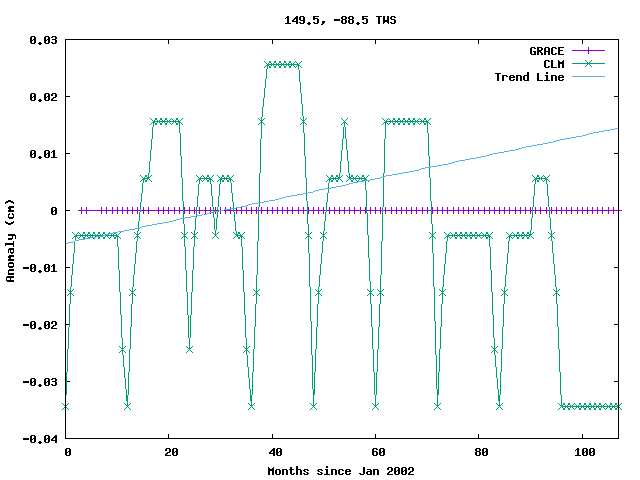 149.5, -88.5 TWS
GRACE
CLM
Trend Line
0.03
0.02
0.01
0
-0.01
-0.02
-0.03
-0.04
Anomaly (cm)
0 20 40 60 80 100
Months since Jan 2002